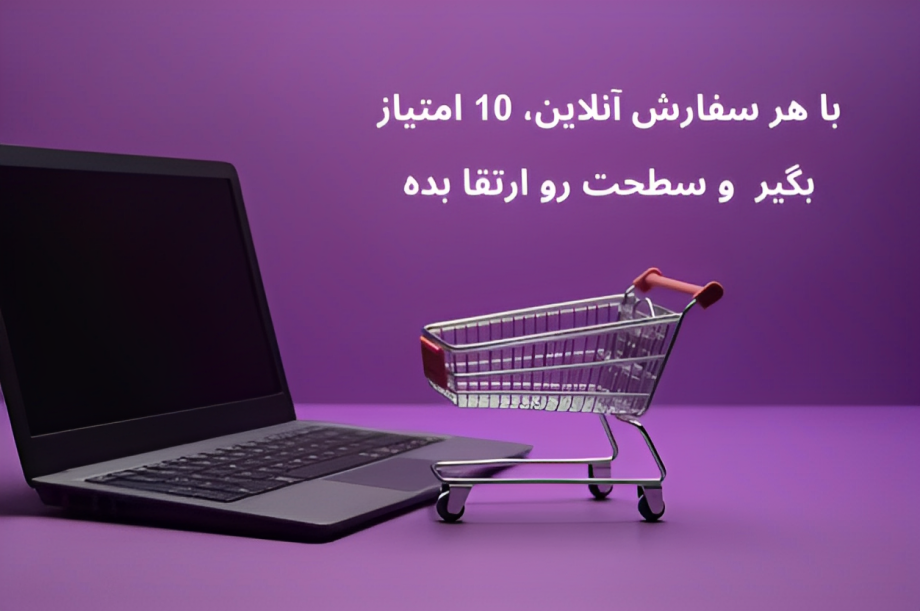 با هر سفارش آنلاین، 10 امتیاز
بگیر و سطحت رو ارتقا بده